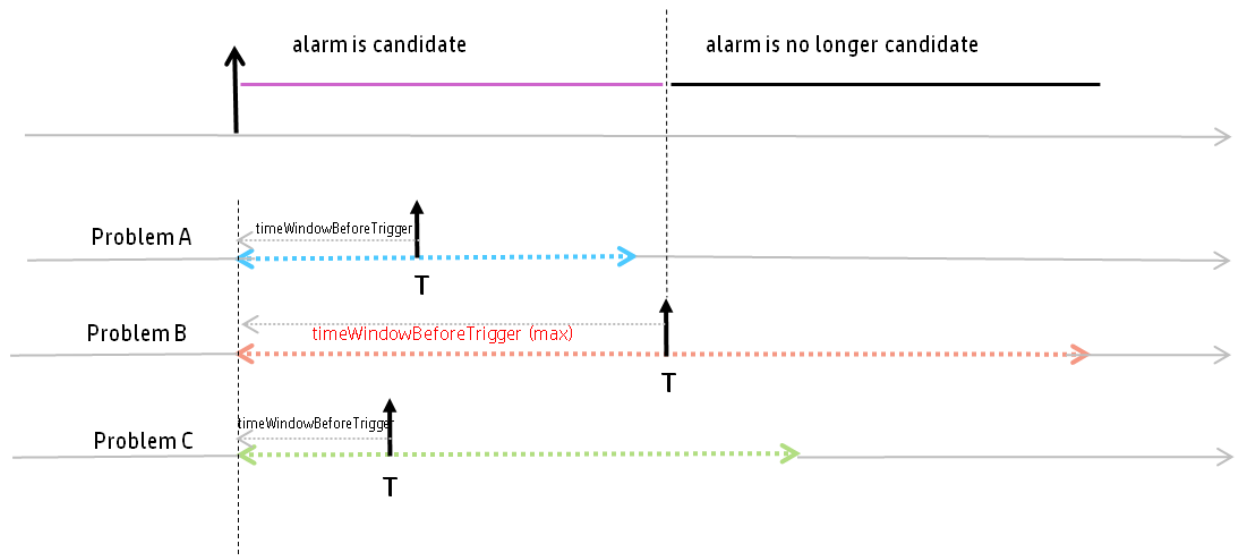 alarm is candidate
alarm is no longer candidate
timeWindowBeforeTrigger
Problem A
T
Problem B
timeWindowBeforeTrigger (max)
T
timeWindowBeforeTrigger
Problem C
T